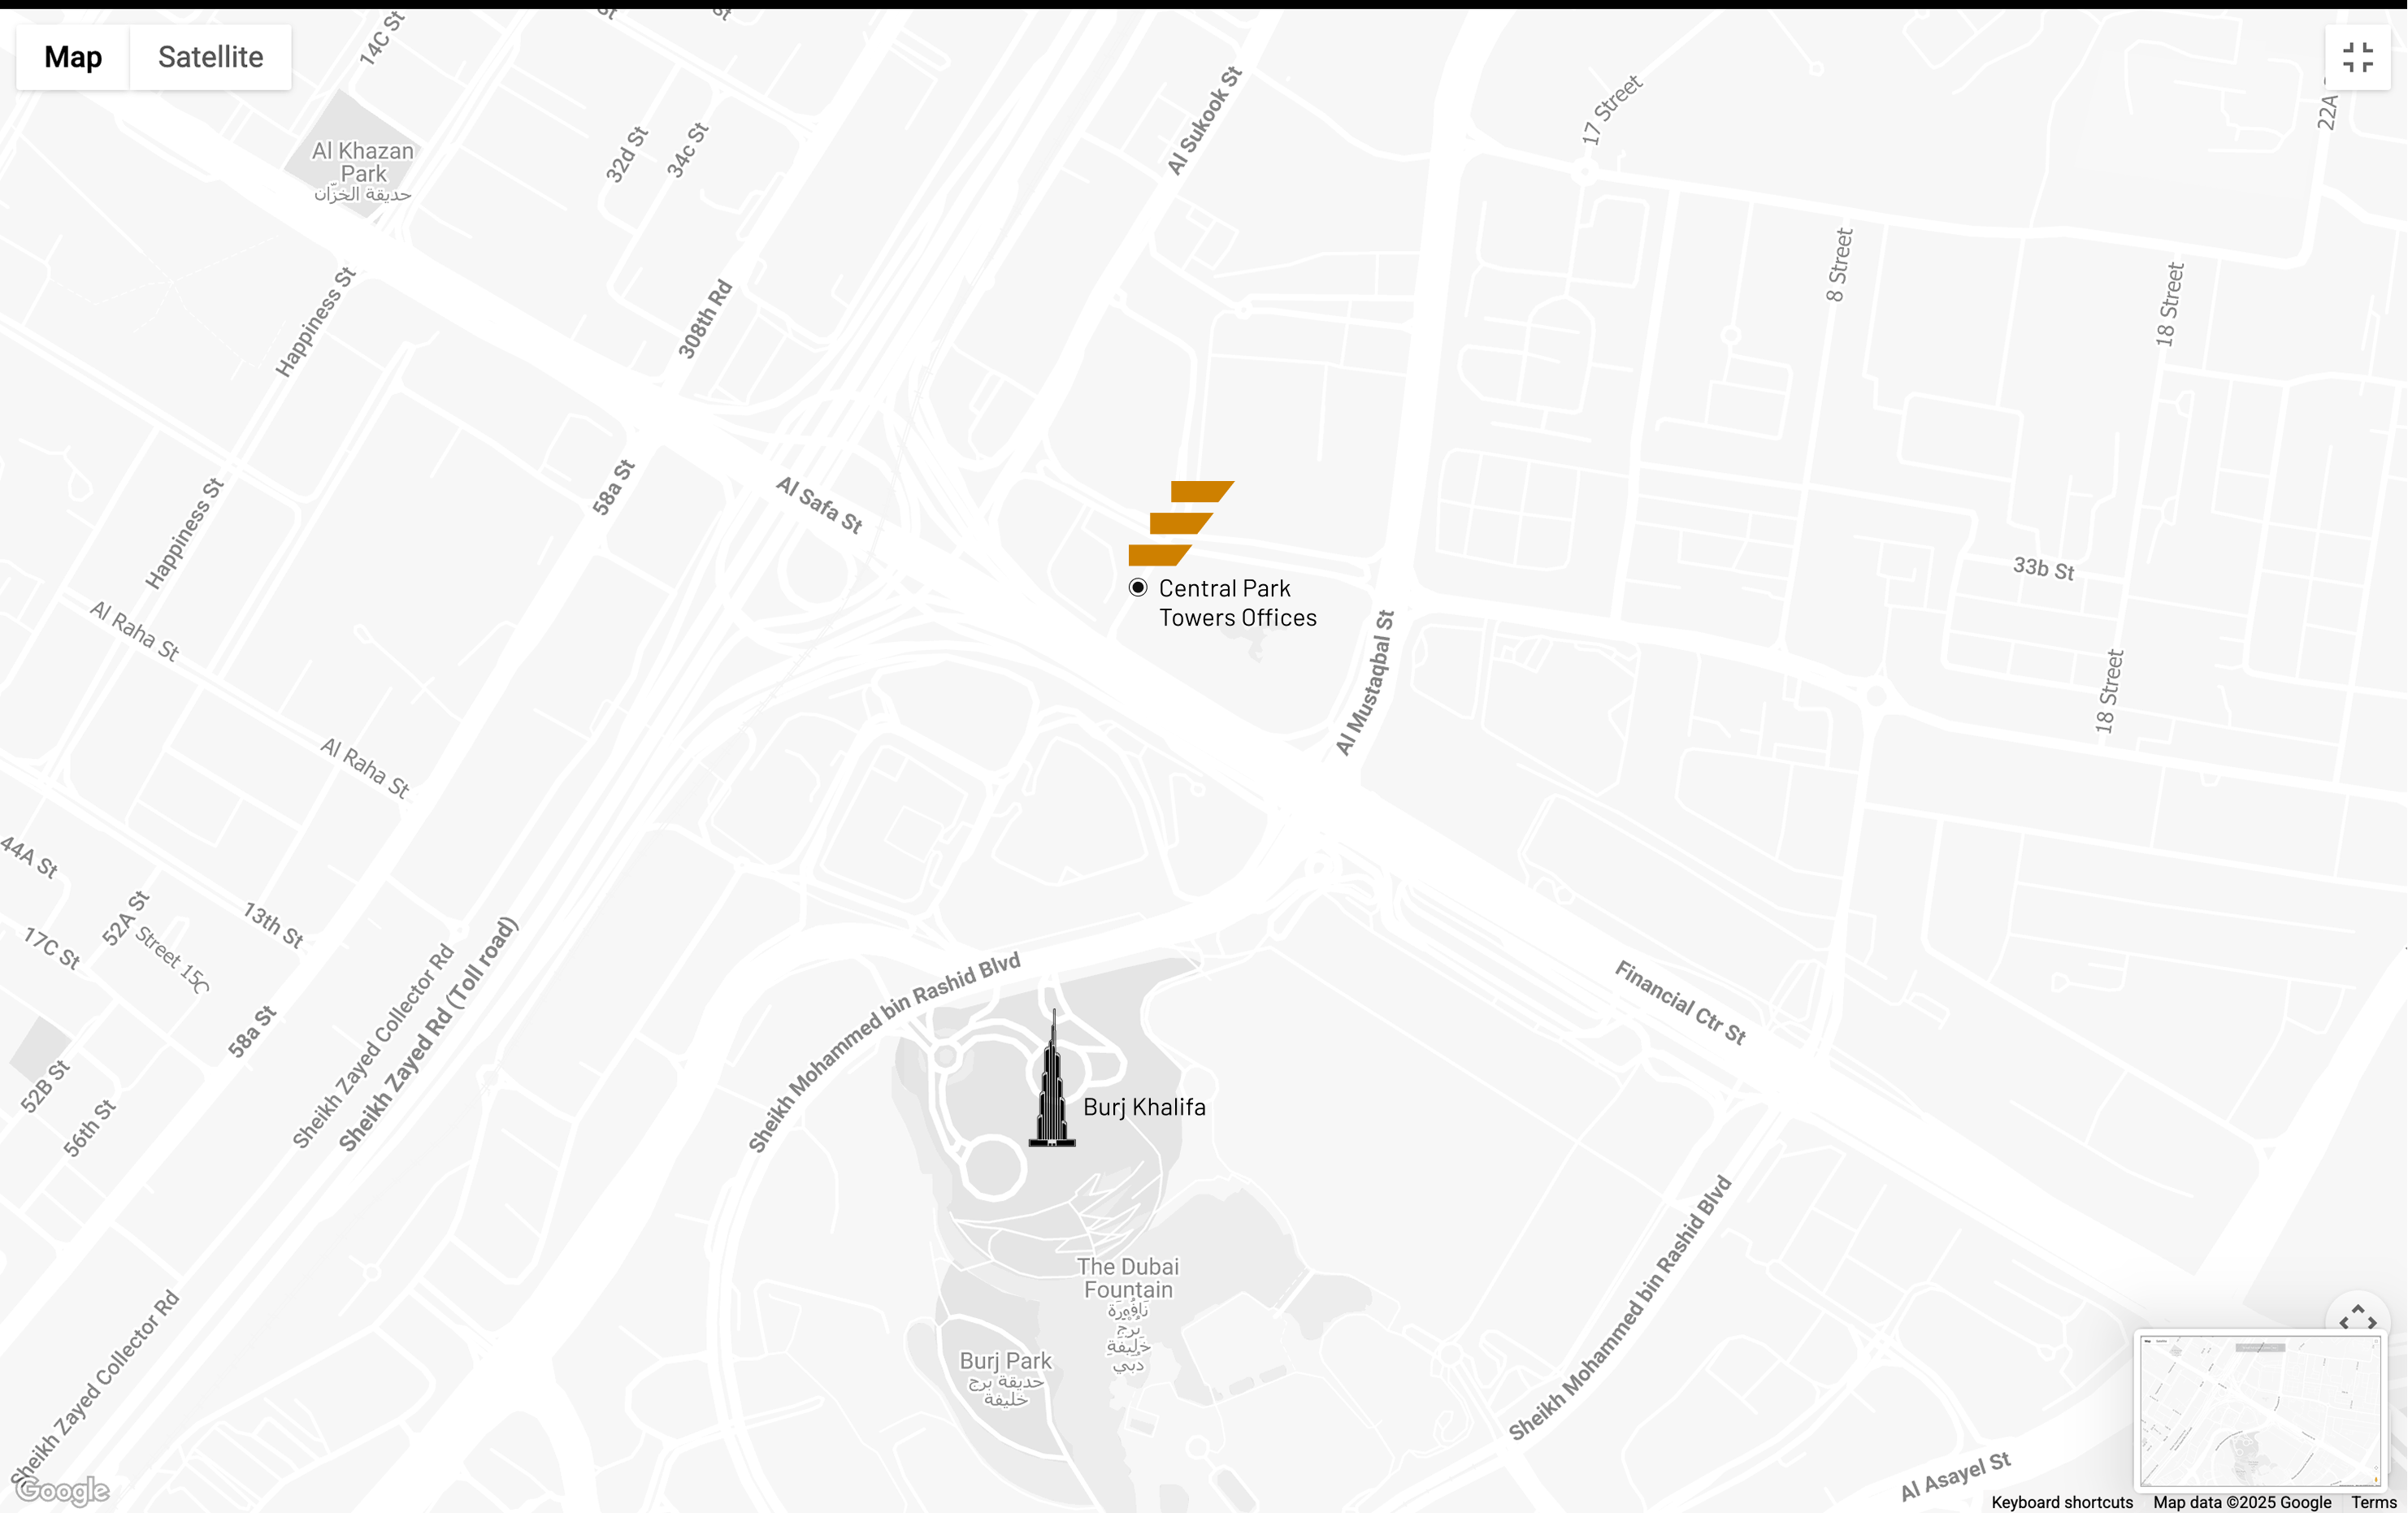 Map
Satellite
14C St
St
St
Al Khazan
Park
حديقة الخزّان
32d St
34c St
Al Sukook St
17 Street
22A
8 Street
18 Street
Happiness St
308th Rd
58a St
Al Safa St
Happiness St
Central Park
Towers Offices
33b St
Al Raha St
Al Mustaqbal St
18 Street
Al Raha St
44A St
52A St
13th St
17C St
Street 15C
Sheikh Zayed Collector Rd
Sheikh Zayed Rd (Toll road)
Sheikh Mohammed bin Rashid Blvd
Financial Ctr St
58a St
52B St
56th St
Burj Khalifa
Sheikh Mohammed bin Rashid Blvd
The Dubai
Fountain
نافورة
برج
خليفة
دبي
Burj Park
حديقة برج
خليفة
Sheikh Zayed Collector Rd
Al Asayel St
Google
Keyboard shortcuts
Map data ©2025 Google
Terms